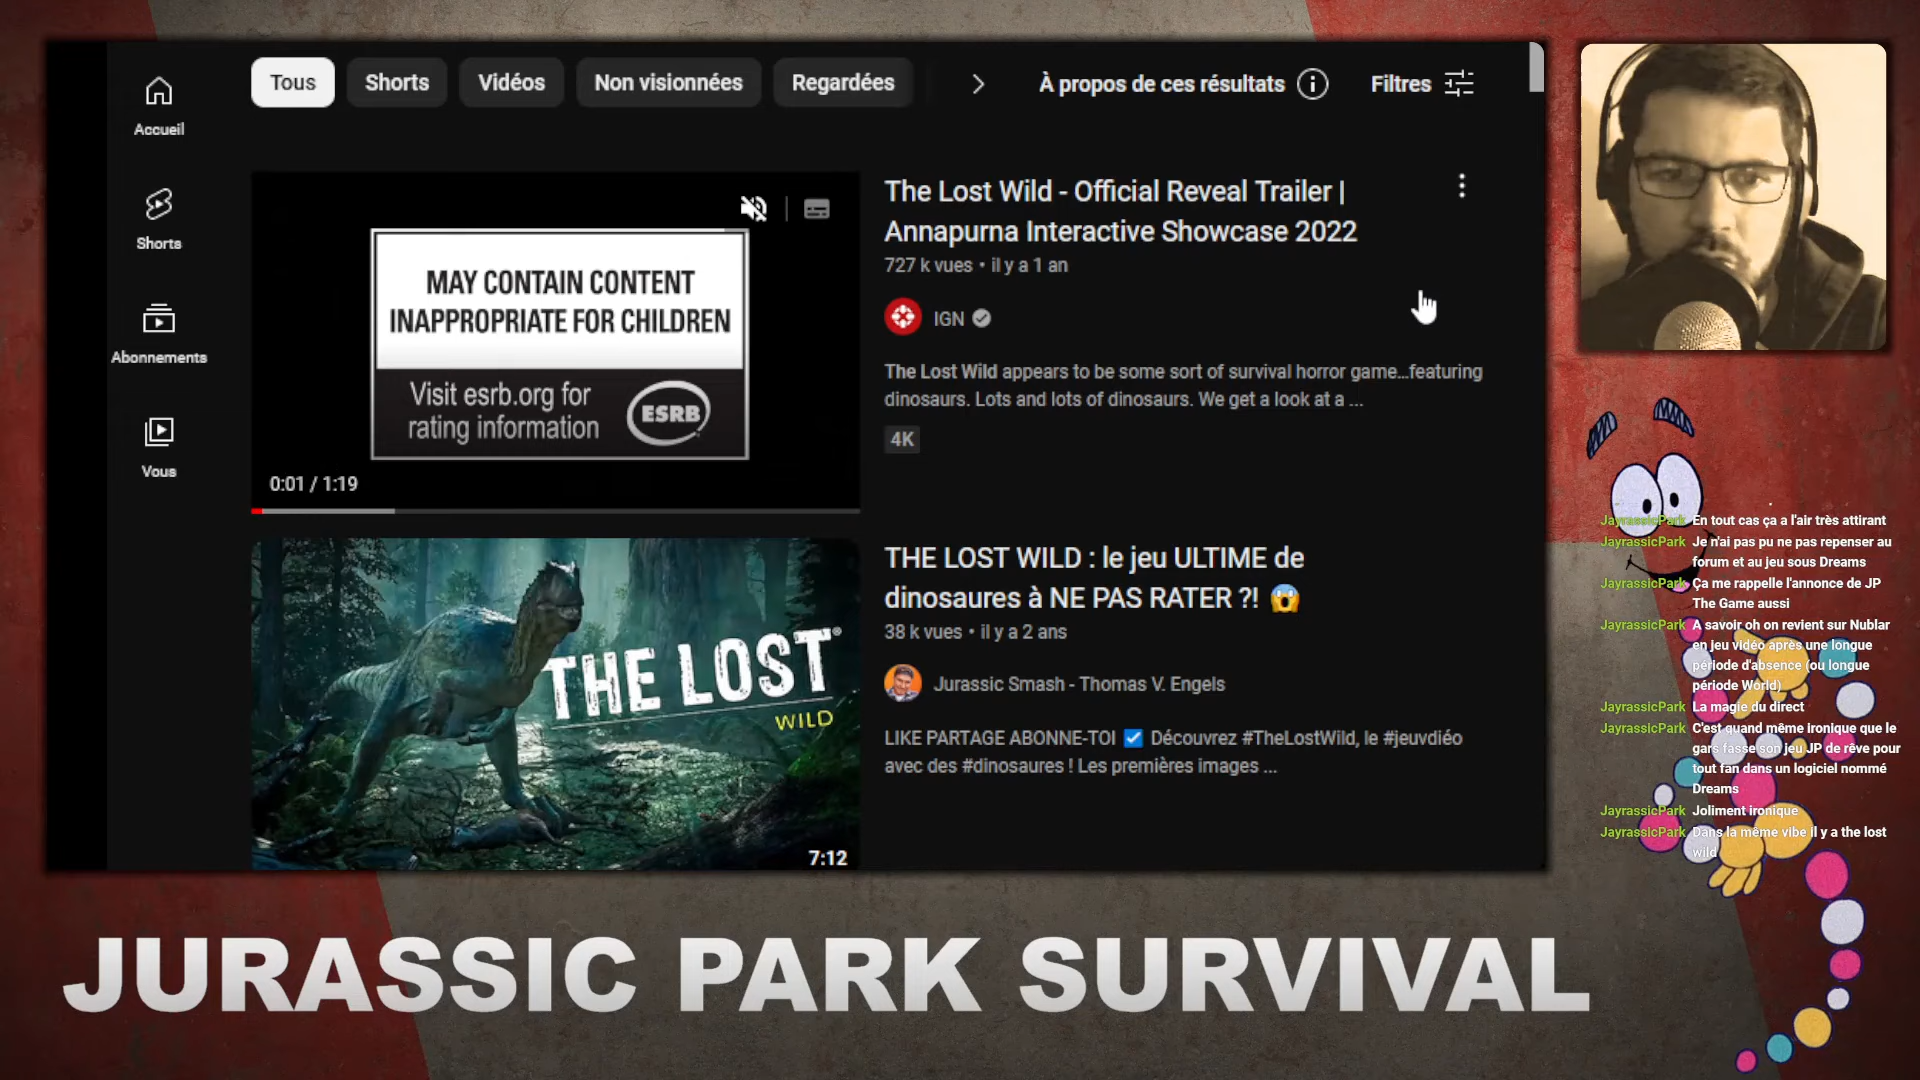 Tous
Shorts
Vidéos
Non visionnées
Regardées
À propos de ces résultats
Filtres
Accueil
Shorts
Abonnements
Vous
MAY CONTAIN CONTENT
INAPPROPRIATE FOR CHILDREN
Visit esrb.org for
rating information
ESRB
0:01 / 1:19
The Lost Wild - Official Reveal Trailer |
Annapurna Interactive Showcase 2022
727 k vues • il y a 1 an
IGN
The Lost Wild appears to be some sort of survival horror game...featuring
dinosaurs. Lots and lots of dinosaurs. We get a look at a ...
4K
THE LOST
WILD
7:12
THE LOST WILD : le jeu ULTIME de
dinosaures à NE PAS RATER ?! 😱
38 k vues • il y a 2 ans
Jurassic Smash - Thomas V. Engels
LIKE PARTAGE ABONNE-TOI ☑ Découvrez #TheLostWild, le #jeuvdiéo
avec des #dinosaures ! Les premières images ...
JayrassicPark En tout cas ça a l'air très attirant
JayrassicPark Je n'ai pas pu ne pas repenser au
forum et au jeu sous Dreams
JayrassicPark Ça me rappelle l'annonce de JP
The Game aussi
JayrassicPark A savoir oh on revient sur Nublar
en jeu vidéo après une longue
période d'absence (ou longue
période World)
JayrassicPark La magie du direct
JayrassicPark C'est quand même ironique que le
gars fasse son jeu JP de rêve pour
tout fan dans un logiciel nommé
Dreams
JayrassicPark Joliment ironique
JayrassicPark Dans la même vibe il y a the lost
wild
JURASSIC PARK SURVIVAL